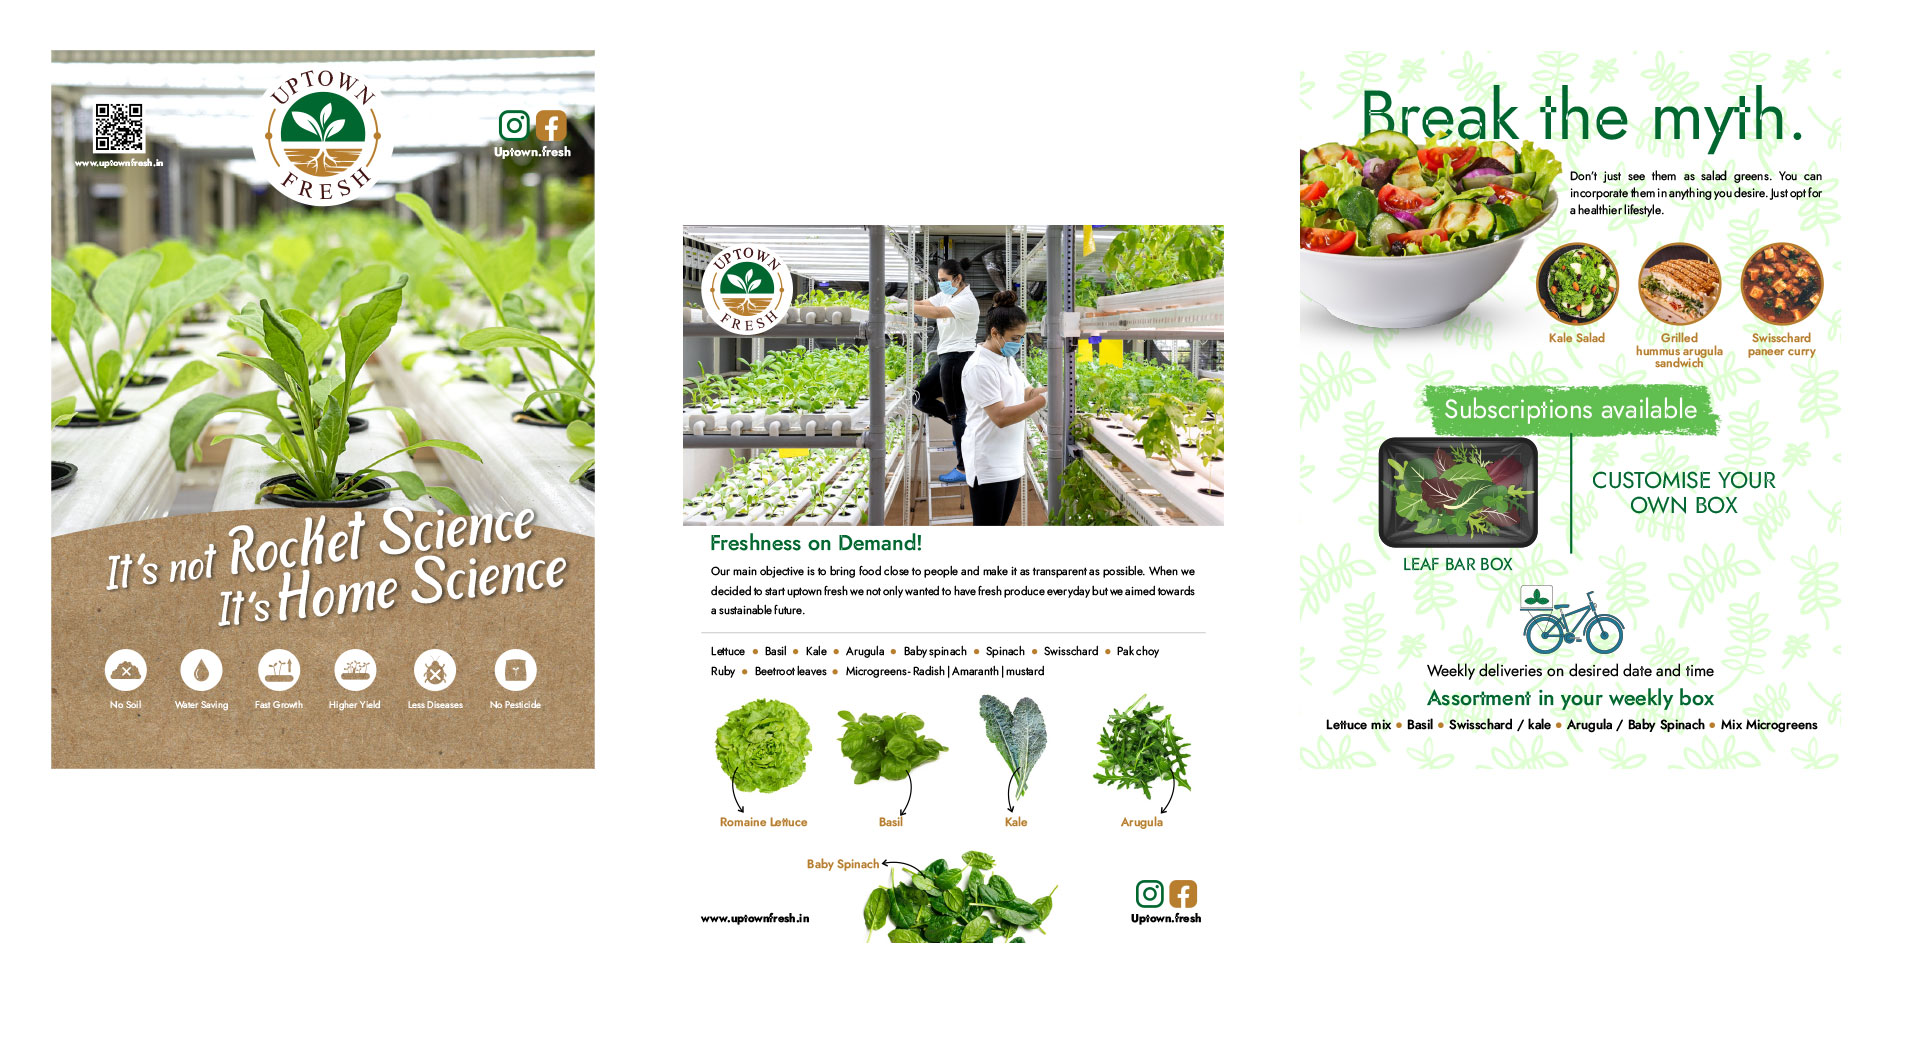 UPTOWN
FRESH
www.uptownfresh.in
Uptown.fresh
It's not Rocket Science
It's Home Science
No Soil
Water Saving
Fast Growth
Higher Yield
Less Diseases
No Pesticide
UPTOWN
FRESH
Freshness on Demand!
Our main objective is to bring food close to people and make it as transparent as possible. When we
decided to start uptown fresh we not only wanted to have fresh produce everyday but we aimed towards
a sustainable future.
Lettuce • Basil • Kale • Arugula • Baby spinach • Spinach • Swisschard • Pak choy
Ruby • Beetroot leaves • Microgreens - Radish | Amaranth | mustard
Romaine Lettuce
Basil
Kale
Arugula
Baby Spinach
www.uptownfresh.in
Uptown.fresh
Break the myth.
Don't just see them as salad greens. You can
incorporate them in anything you desire. Just opt for
a healthier lifestyle.
Kale Salad
Grilled
hummus arugula
sandwich
Swisschard
paneer curry
Subscriptions available
CUSTOMISE YOUR
OWN BOX
LEAF BAR BOX
Weekly deliveries on desired date and time
Assortment in your weekly box
Lettuce mix • Basil • Swisschard / kale • Arugula / Baby Spinach • Mix Microgreens